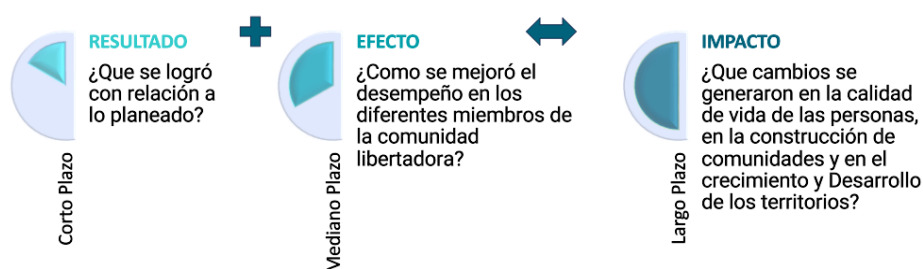 RESULTADO
¿Que se logró
con relación a
lo planeado?
Corto Plazo
EFECTO
¿Como se mejoró el
desempeño en los
diferentes miembros de
la comunidad
libertadora?
Mediano Plazo
IMPACTO
¿Que cambios se
generaron en la calidad
de vida de las personas,
en la construcción de
comunidades y en el
crecimiento y Desarrollo
de los territorios?
Largo Plazo